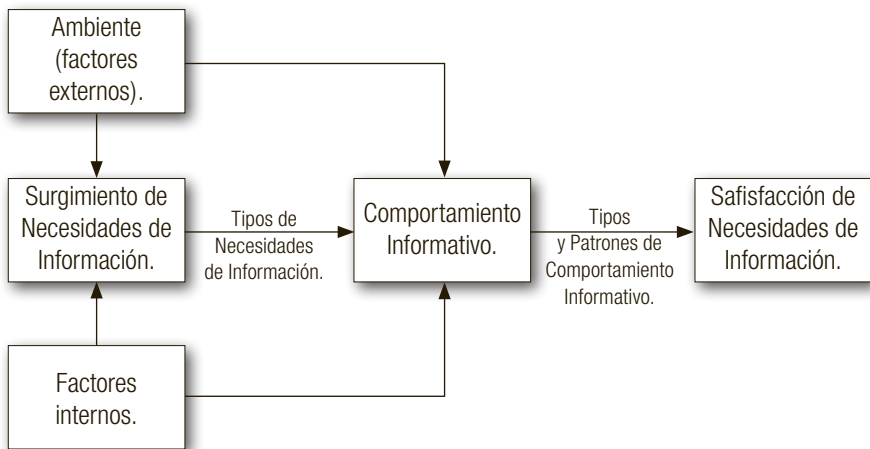 Ambiente
(factores
externos).
Surgimiento de
Necesidades de
Información.
Tipos de
Necesidades
de Información.
Comportamiento
Informativo.
Tipos
y Patrones de
Comportamiento
Informativo.
Safisfacción de
Necesidades de
Información.
Factores
internos.